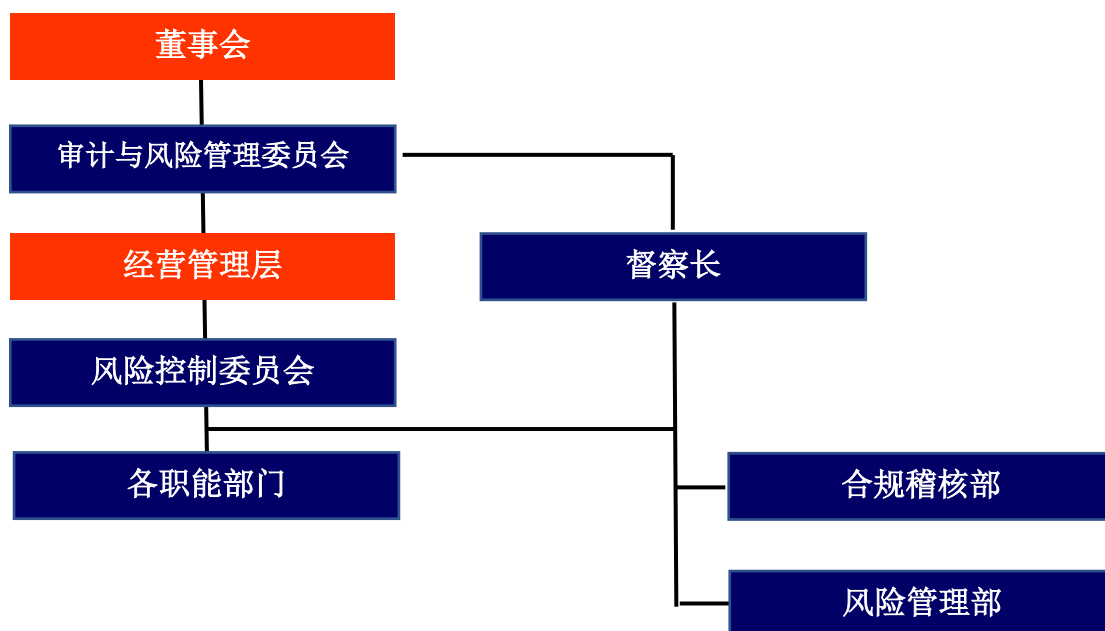 董事会
审计与风险管理委员会
经营管理层
督察长
风险控制委员会
各职能部门
合规稽核部
风险管理部